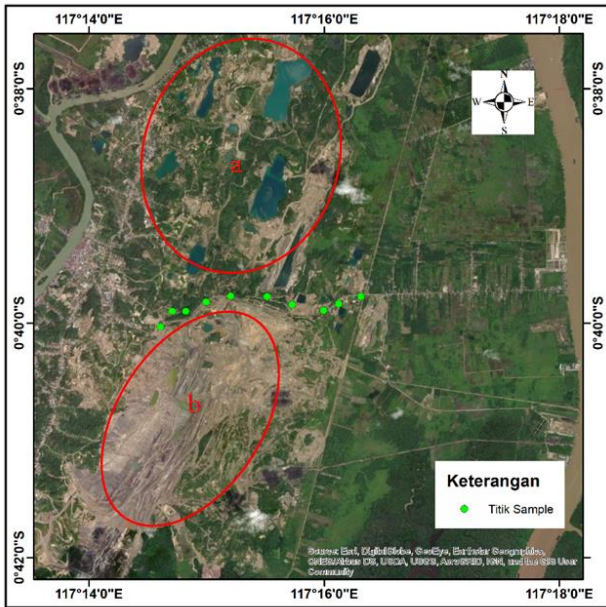 117°14'0"E 117°16'0"E 117°18'0"E
0°38'0"S 0°38'0"S
N
W E
S
a
0°40'0"S 0°40'0"S
b
Keterangan
Titik Sample
0°42'0"S 0°42'0"S
Source: Esri, DigitalGlobe, GeoEye, Earthstar Geographics,
CNES/Airbus DS, USDA, USGS, AeroGRID, IGN, and the GIS User
Community
117°14'0"E 117°16'0"E 117°18'0"E